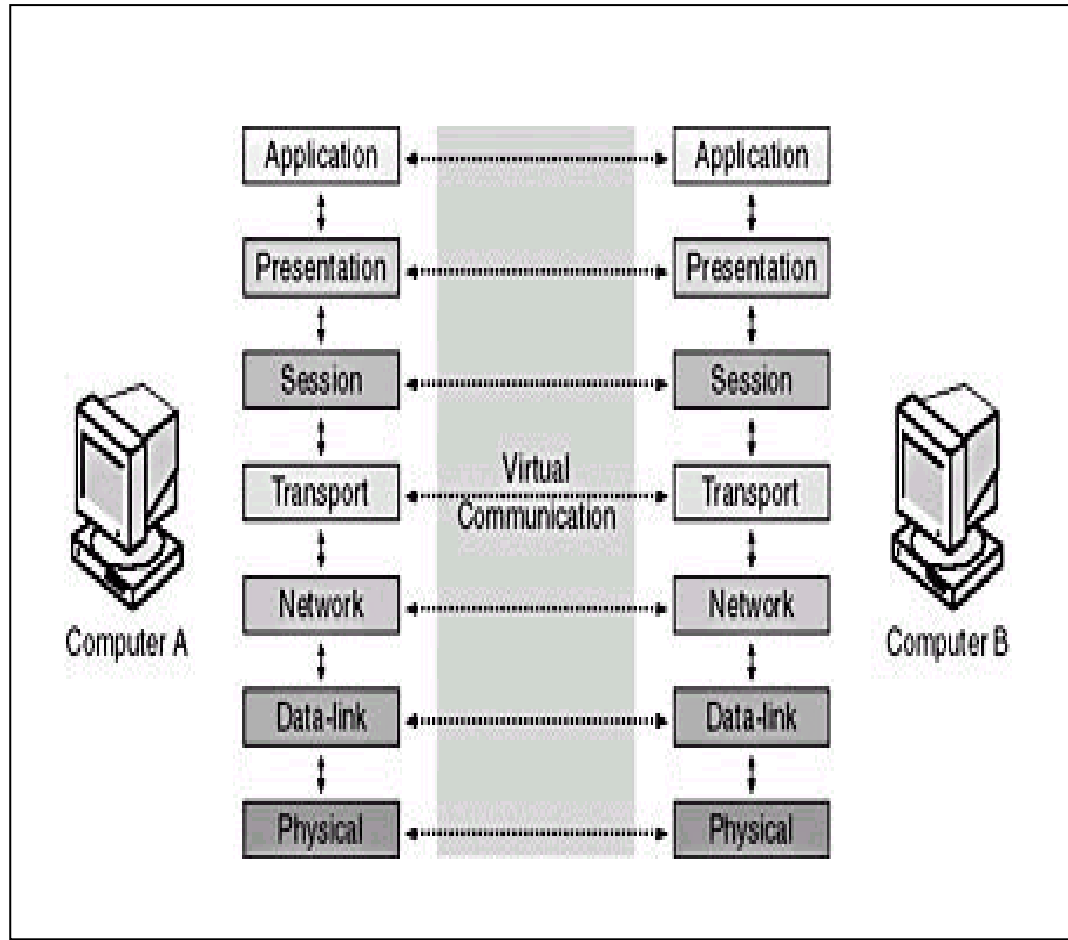 Application
Application
Presentation
Presentation
Session
Session
Virtual
Communication
Transport
Transport
Network
Network
Computer A
Computer B
Data-link
Data-link
Physical
Physical